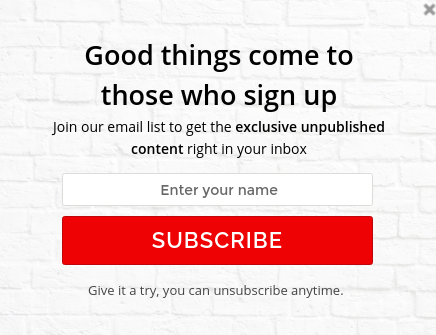 Good things come to
those who sign up
Join our email list to get the exclusive unpublished
content right in your inbox
Enter your name
SUBSCRIBE
Give it a try, you can unsubscribe anytime.